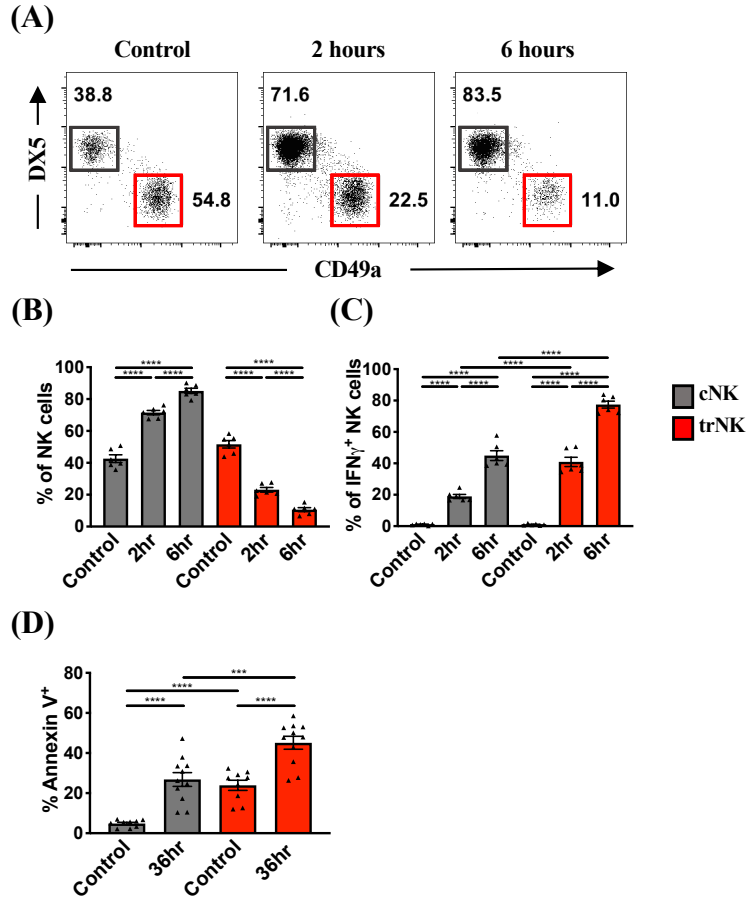 (A)
Control
2 hours
6 hours
38.8
71.6
83.5
DX5
54.8
22.5
11.0
CD49a
(B)
(C)
% of NK cells
100
80
60
40
20
0
****
****
****
****
****
****
Control
2hr
6hr
Control
2hr
6hr
% of IFNγ+ NK cells
100
80
60
40
20
0
****
****
****
****
****
****
****
****
Control
2hr
6hr
Control
2hr
6hr
cNK
trNK
(D)
% Annexin V+
80
60
40
20
0
***
****
****
****
Control
36hr
Control
36hr